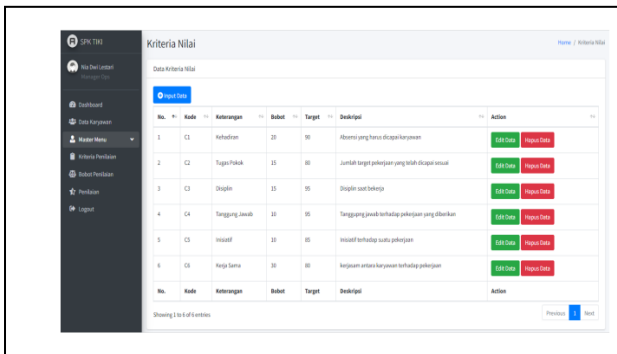 SPK TIKI
Kriteria Nilai
Home / Kriteria Nilai
Nia Dwi Lestari
Manager Ops
Data Kriteria Nilai
Input Data
Dashboard
Data Karyawan
Master Menu
Kriteria Penilaian
Bobot Penilaian
Penilaian
Logout
No. Kode Keterangan Bobot Target Deskripsi Action
1 C1 Kehadiran 20 90 Absensi yang harus dicapai karyawan Edit Data Hapus Data
2 C2 Tugas Pokok 15 80 Jumlah target pekerjaan yang telah dicapai sesuai Edit Data Hapus Data
3 C3 Disiplin 15 95 Disiplin saat bekerja Edit Data Hapus Data
4 C4 Tanggung Jawab 10 95 jawab terhadap pekerjaan yang diberikan Edit Data Hapus Data
5 C5 Inisiatif 10 85 Inisiatif terhadap suatu pekerjaan Edit Data Hapus Data
6 C6 Kerja Sama 30 80 kerjasam antara karyawan terhadap pekerjaan Edit Data Hapus Data
No. Kode Keterangan Bobot Target Deskripsi Action
Showing 1 to 6 of 6 entries
Previous 1 Next